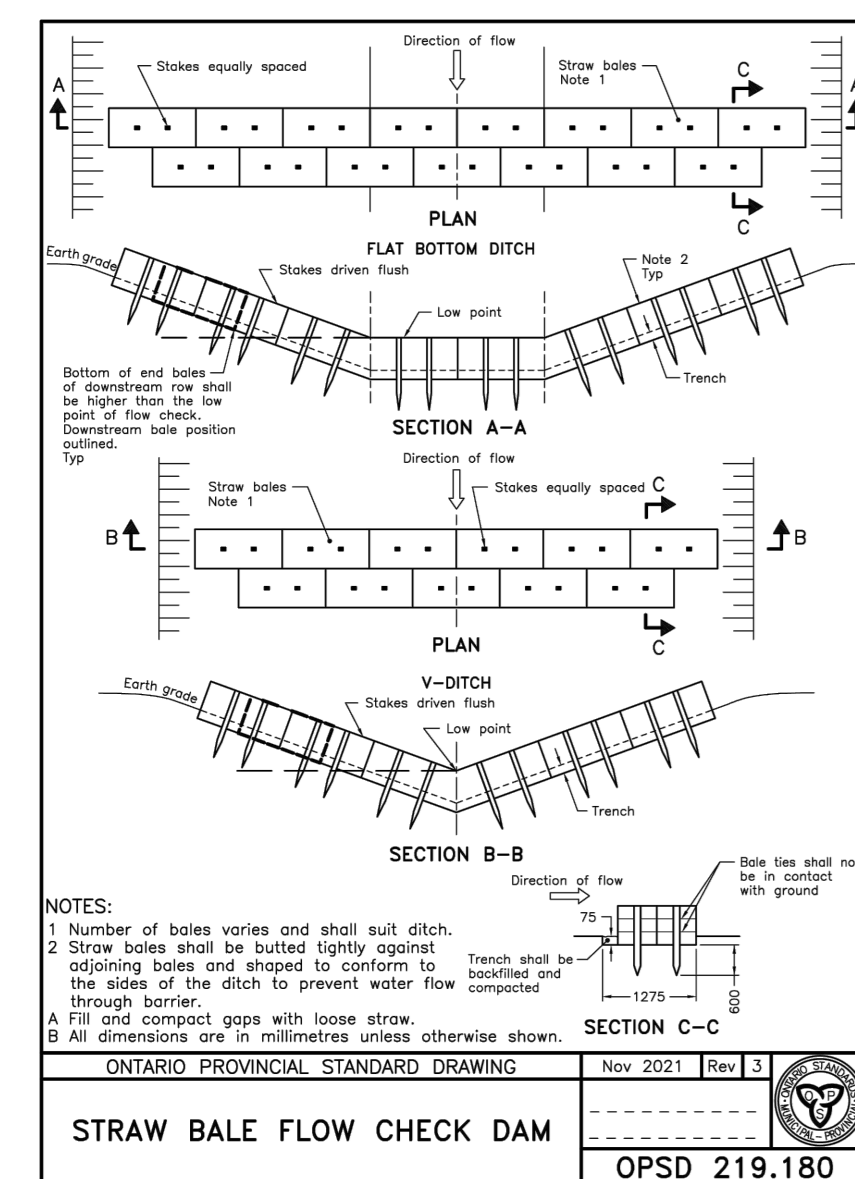 Direction of flow
Stakes equally spaced
Straw bales
Note 1
C
A
A
C
PLAN
FLAT BOTTOM DITCH
Earth grade
Stakes driven flush
Note 2
Typ
Low point
Trench
Bottom of end bales
of downstream row shall
be higher than the low
point of flow check.
Downstream bale position
outlined.
Typ
SECTION A-A
Direction of flow
Straw bales
Note 1
Stakes equally spaced
C
B
B
C
PLAN
V-DITCH
Earth grade
Stakes driven flush
Low point
Trench
SECTION B-B
Direction of flow
Bale ties shall no
be in contact
with ground
75
Trench shall be
backfilled and
compacted
1275
600
SECTION C-C
NOTES:
1 Number of bales varies and shall suit ditch.
2 Straw bales shall be butted tightly against
adjoining bales and shaped to conform to
the sides of the ditch to prevent water flow
through barrier.
A Fill and compact gaps with loose straw.
B All dimensions are in millimetres unless otherwise shown.
ONTARIO PROVINCIAL STANDARD DRAWING
Nov 2021 Rev 3
STRAW BALE FLOW CHECK DAM
OPSD 219.180
O P S